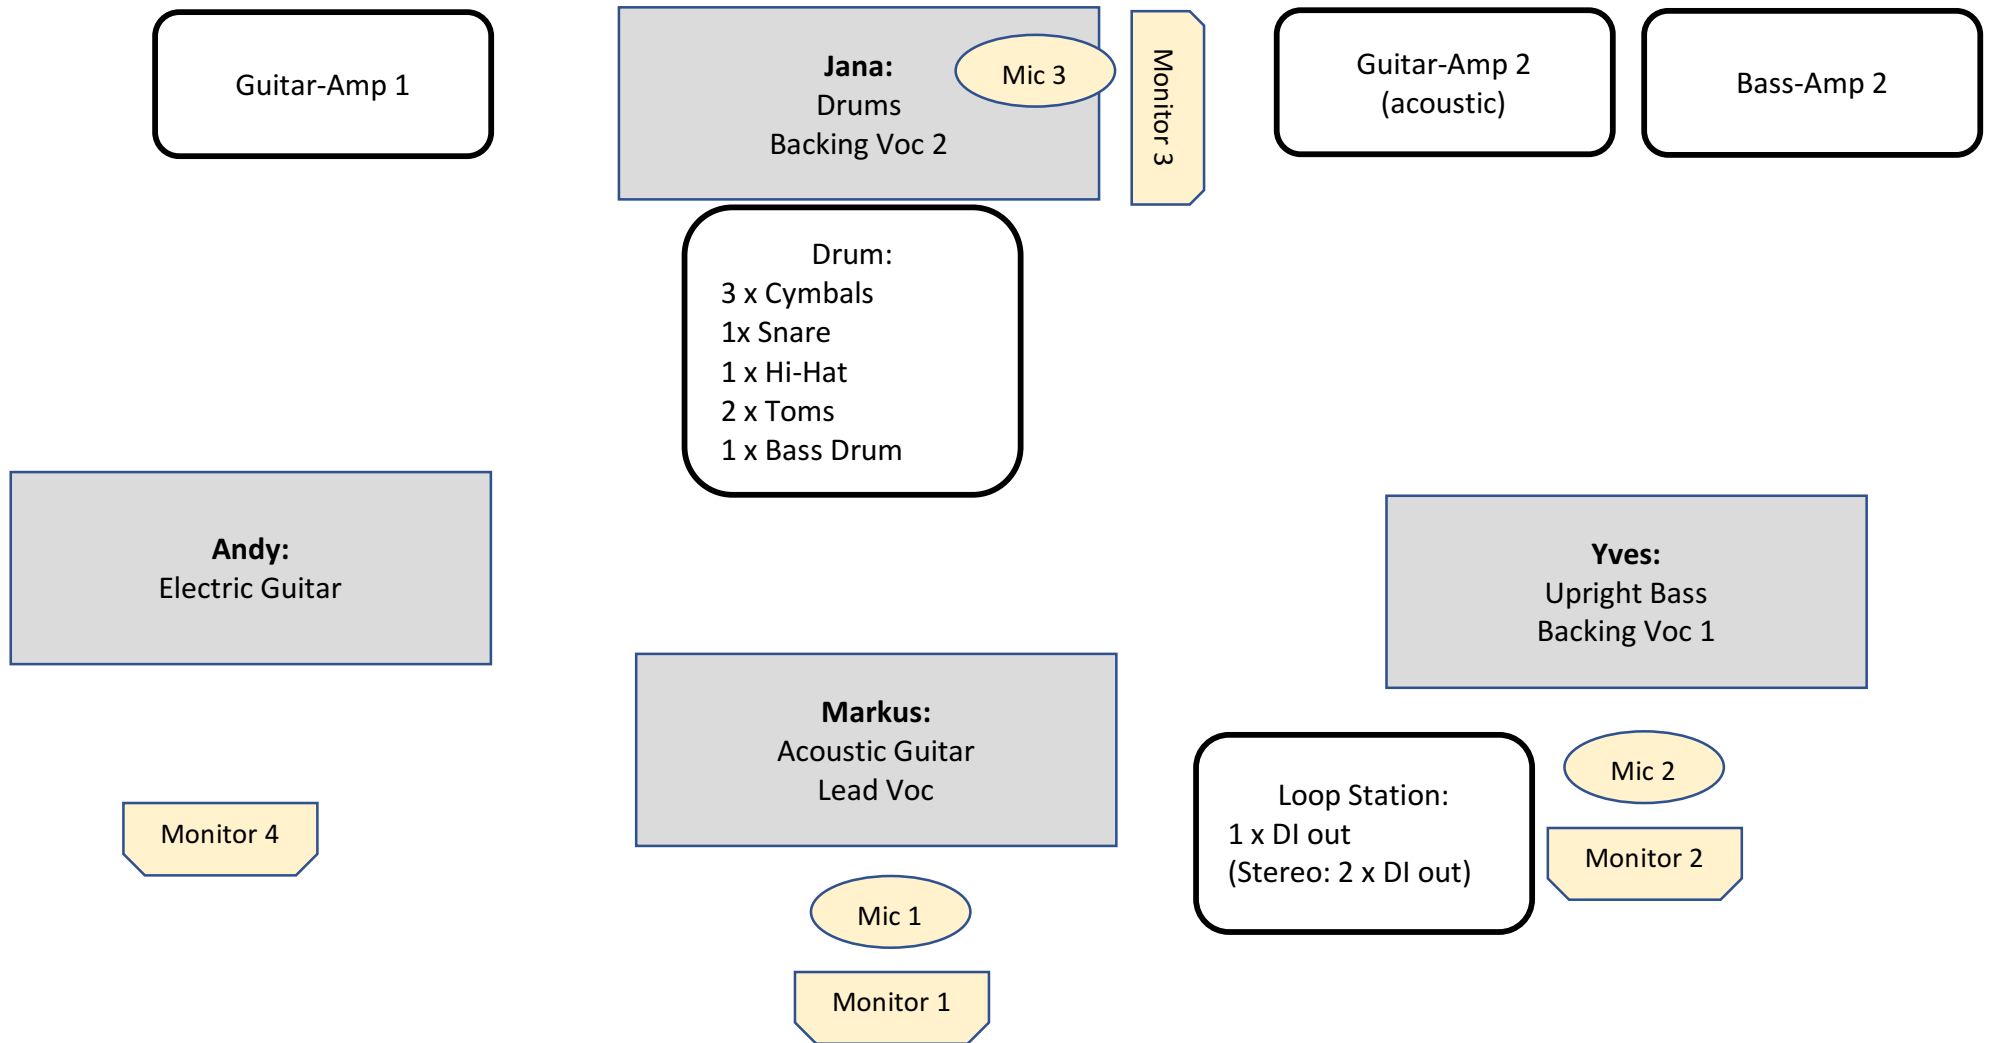 Guitar-Amp 1
Jana:
Drums
Backing Voc 2
Mic 3
Monitor 3
Guitar-Amp 2
(acoustic)
Bass-Amp 2
Drum:
3 x Cymbals
1x Snare
1 x Hi-Hat
2 x Toms
1 x Bass Drum
Andy:
Electric Guitar
Yves:
Upright Bass
Backing Voc 1
Markus:
Acoustic Guitar
Lead Voc
Loop Station:
1 x DI out
(Stereo: 2 x DI out)
Mic 2
Monitor 2
Monitor 4
Mic 1
Monitor 1